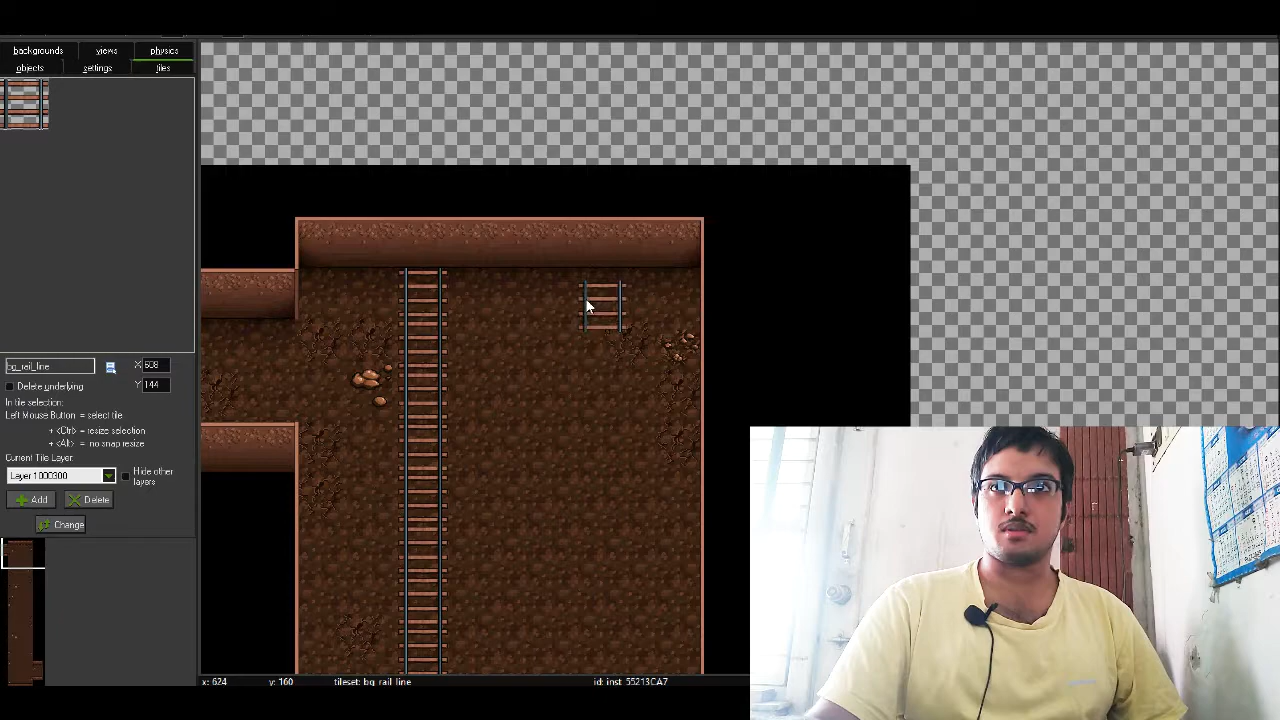 backgrounds views physics
objects settings tiles
bg_rail_line X 608
Delete underlying Y 144
In tile selection:
Left Mouse Button = select tile
+ <Ctrl> = resize selection
+ <Alt> = no snap resize
Current Tile Layer:
Layer 1000300 Hide other layers
Add Delete
Change
x: 624 y: 160 tileset: bg_rail_line id: inst_55213CA7